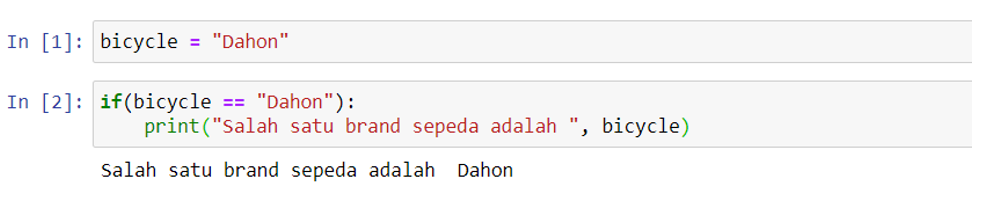 In [1]: bicycle = "Dahon"
In [2]: if(bicycle == "Dahon"):
    print("Salah satu brand sepeda adalah ", bicycle)
Salah satu brand sepeda adalah  Dahon